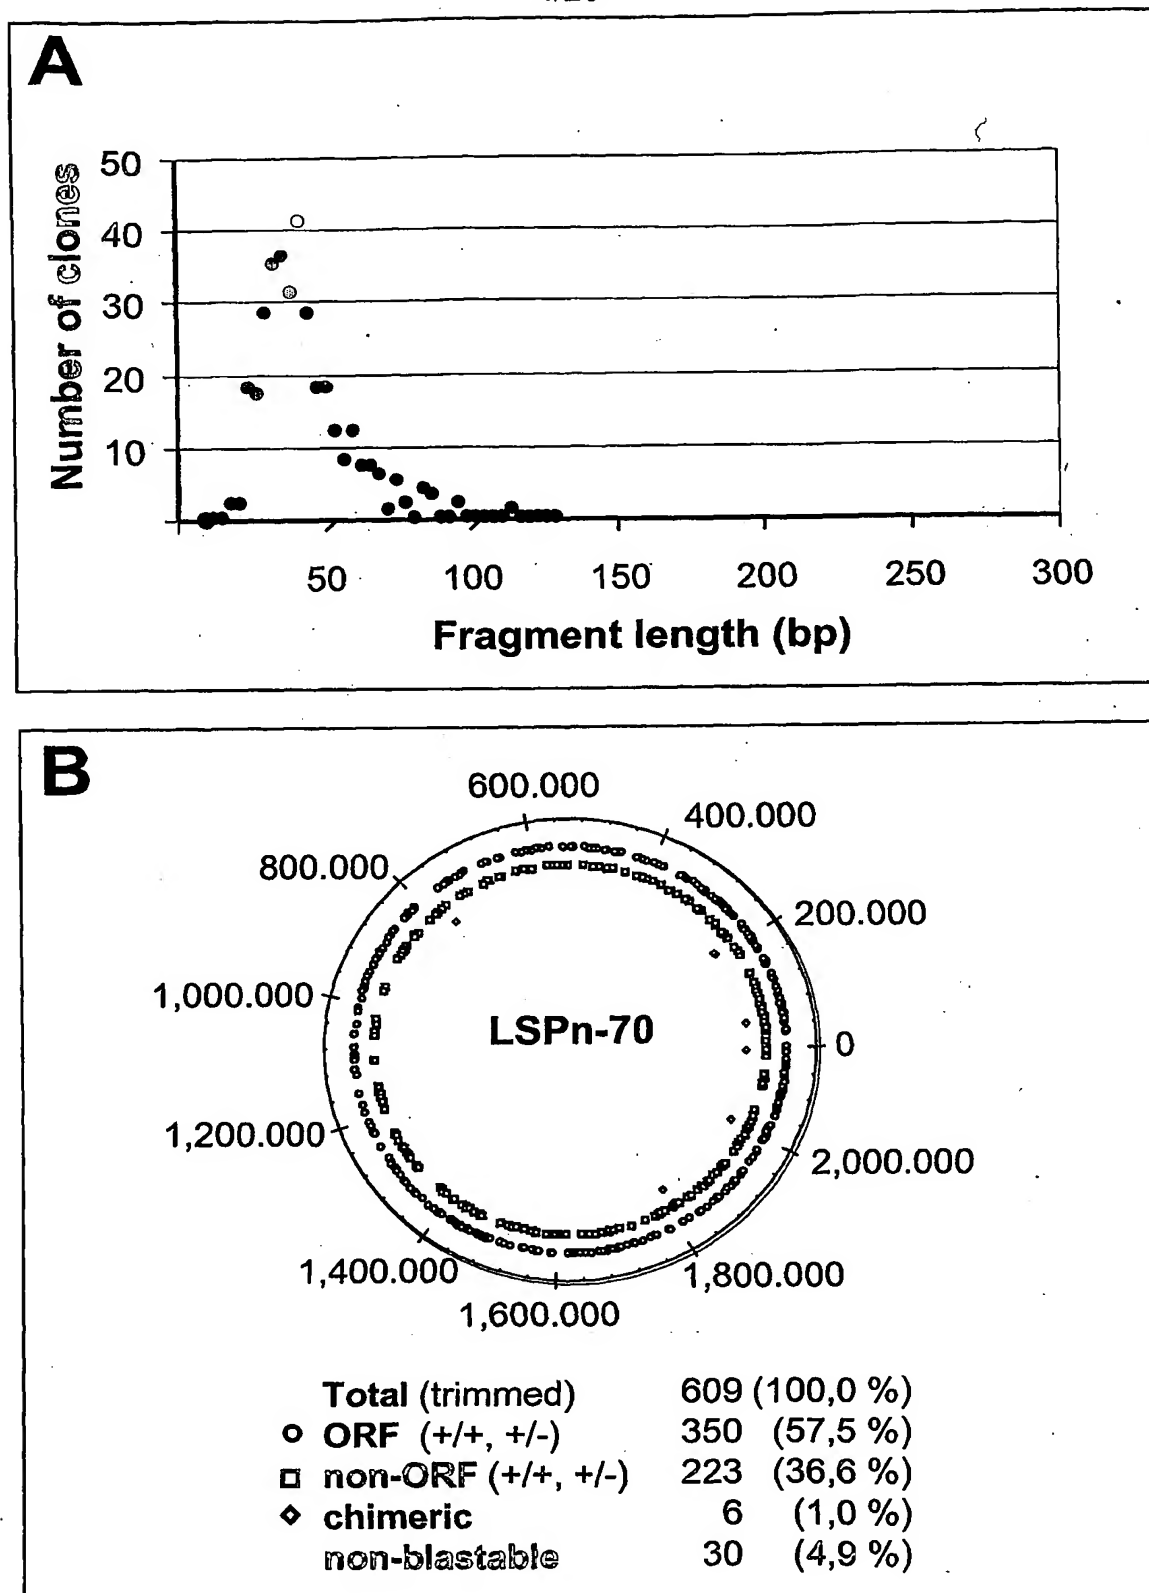 A
50
40
30
20
10
Number of clones
50 100 150 200 250 300
Fragment length (bp)
B
600.000
400.000
800.000
200.000
1,000.000
LSPn-70
0
1,200.000
2,000.000
1,400.000
1,800.000
1,600.000
Total (trimmed) 609 (100,0 %)
ORF (+/+, +/-) 350 (57,5 %)
non-ORF (+/+, +/-) 223 (36,6 %)
chimeric 6 (1,0 %)
non-blastable 30 (4,9 %)